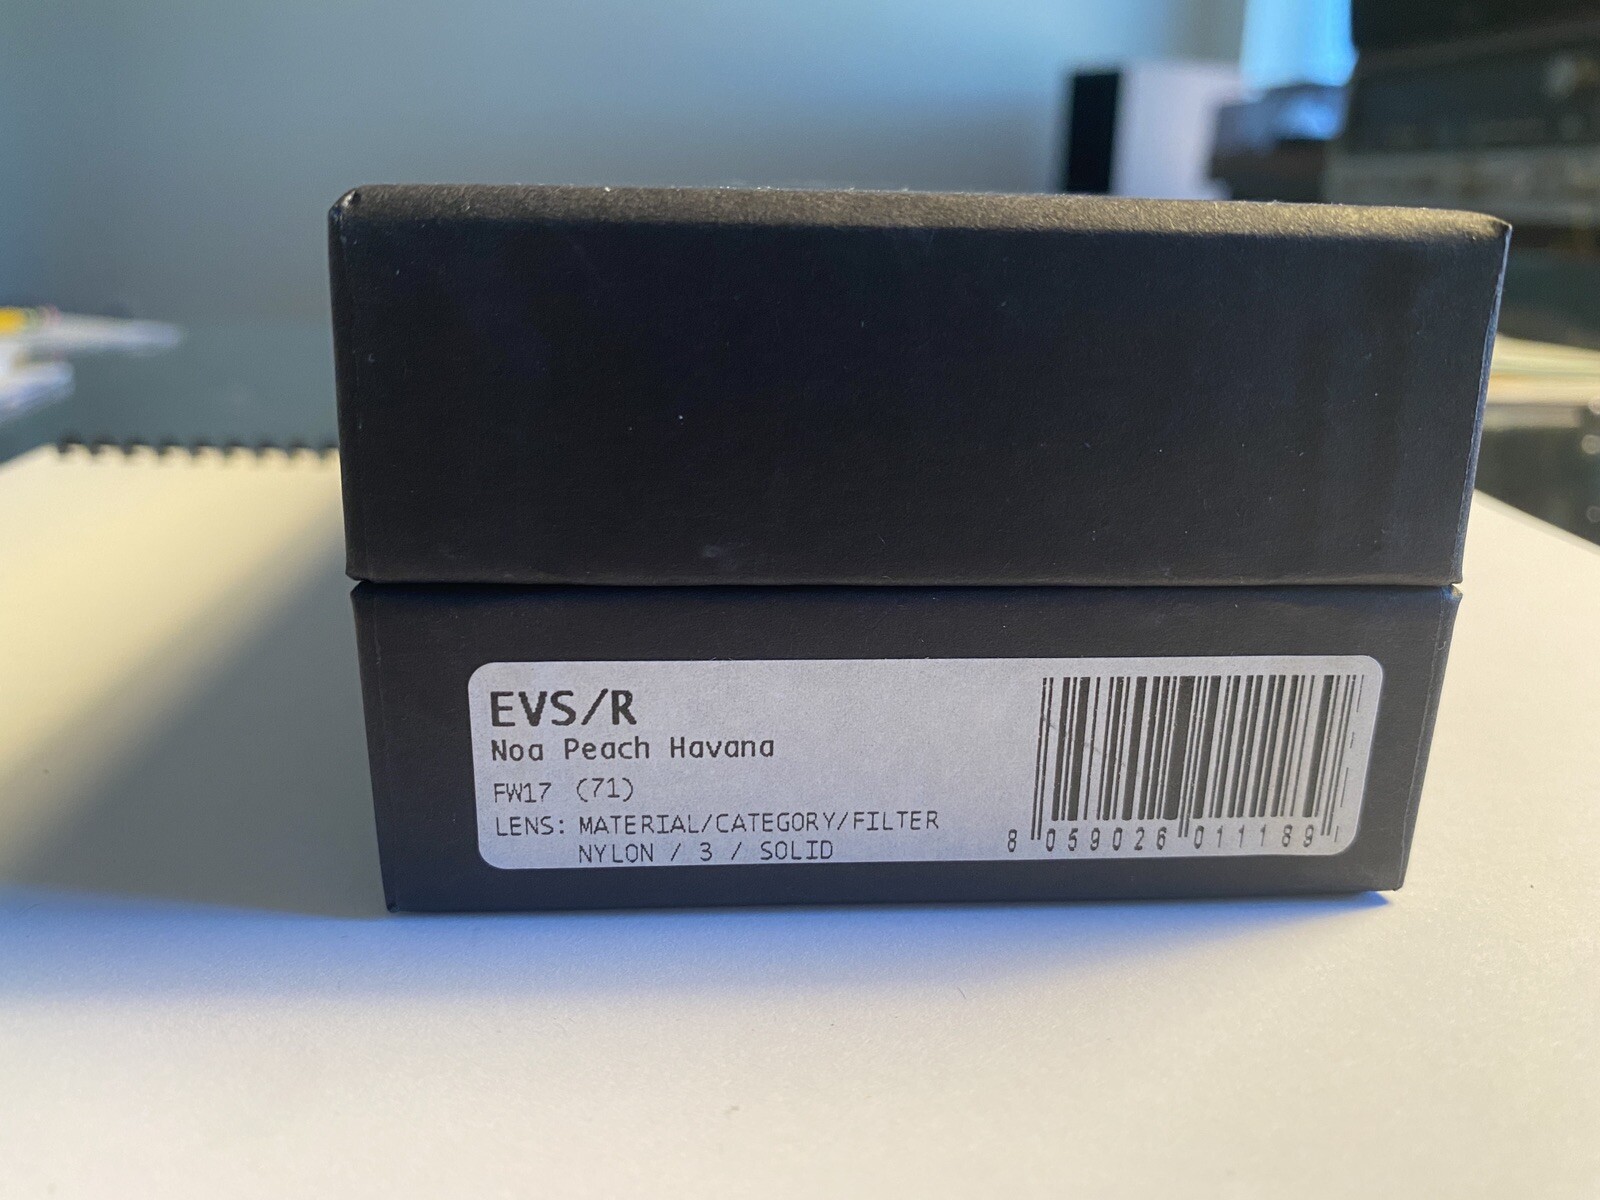 EVS/R
Noa Peach Havana
FW17 (71)
LENS: MATERIAL/CATEGORY/FILTER
NYLON / 3 / SOLID
8 059026 011189